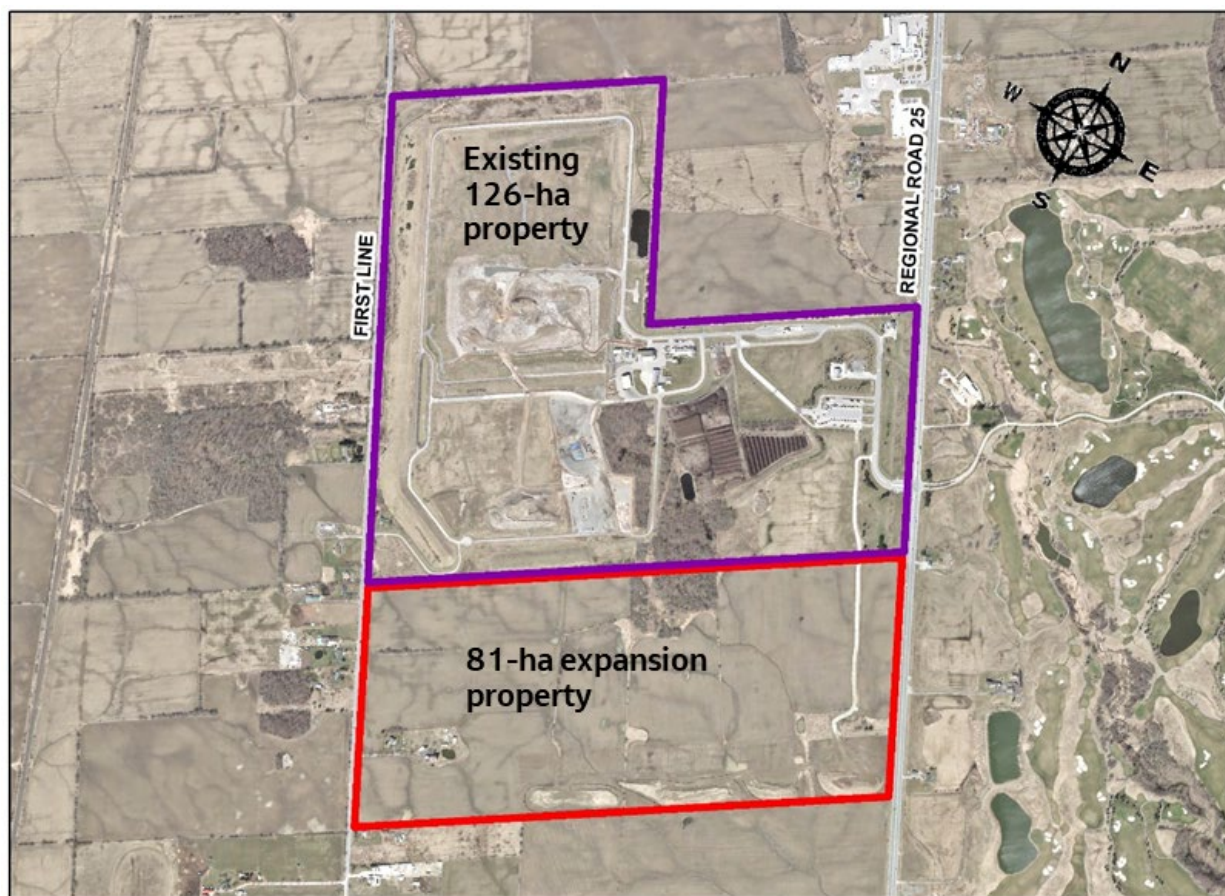 Existing
126-ha
property
FIRST LINE
REGIONAL ROAD 25
N
W
E
S
81-ha expansion
property